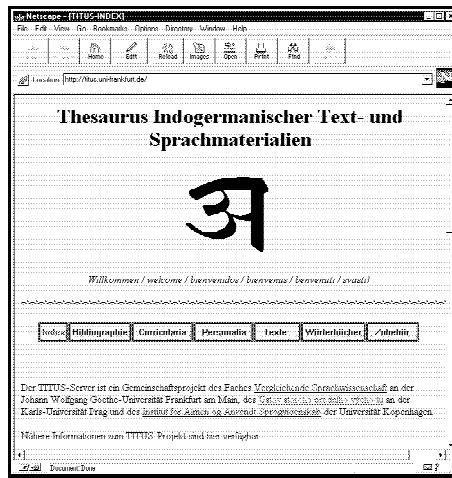 Netscape - [TITUS-INDEX]
File Edit View Go Bookmarks Options Directory Window Help
Home Edit Reload Images Open Print Find
Location: http://titus.uni-frankfurt.de/
Thesaurus Indogermanischer Text- und
Sprachmaterialien
अ
Willkommen / welcome / bienvenidos / bienvenus / benvenuti / svasti!
Index Bibliographie Curricularia Personalia Texte Wörterbücher Zubehör
Der TITUS-Server ist ein Gemeinschaftsprojekt des Faches Vergleichende Sprachwissenschaft an der
Johann Wolfgang Goethe-Universität Frankfurt am Main, des
Karls-Universität Prag und des Institut for Almen og Anvendt Sprogvidenskab der Universität Kopenhagen.
Nähere Informationen zum TITUS-Projekt sind hier verfügbar.
Document: Done